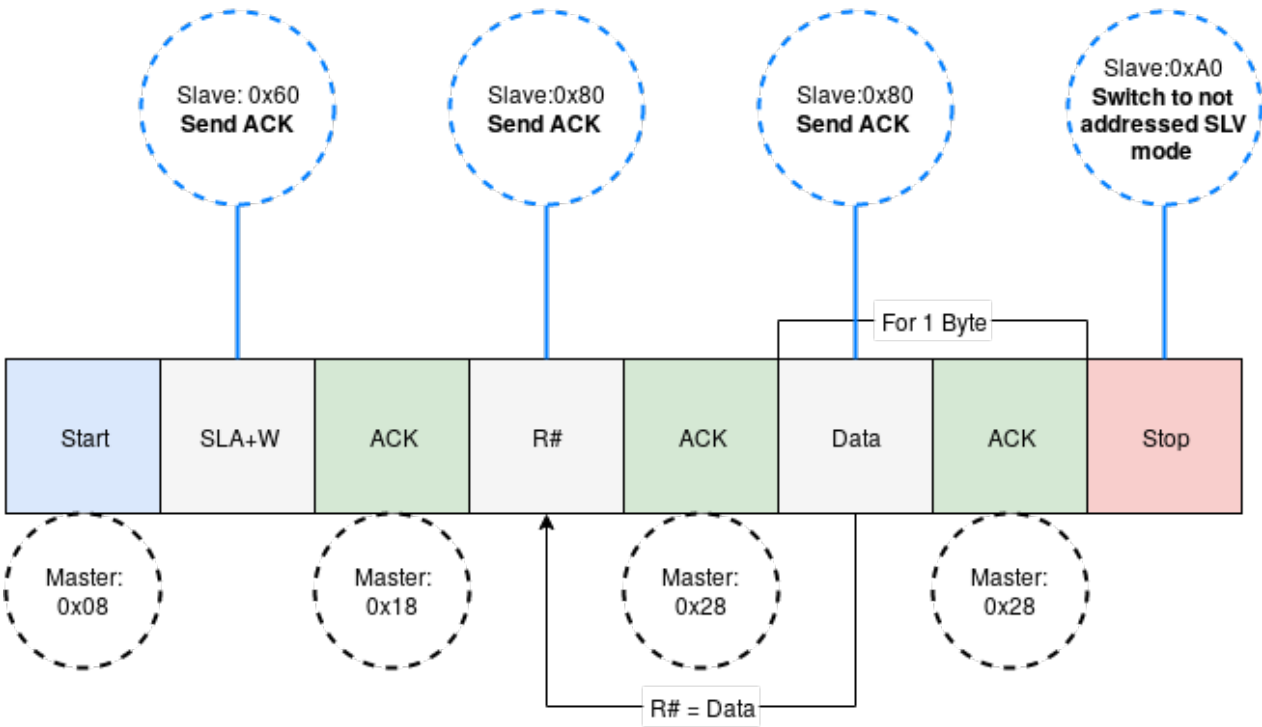 Slave: 0x60
Send ACK
Slave:0x80
Send ACK
Slave:0x80
Send ACK
Slave:0xA0
Switch to not
addressed SLV
mode
For 1 Byte
Start
SLA+W
ACK
R#
ACK
Data
ACK
Stop
Master:
0x08
Master:
0x18
Master:
0x28
Master:
0x28
R# = Data